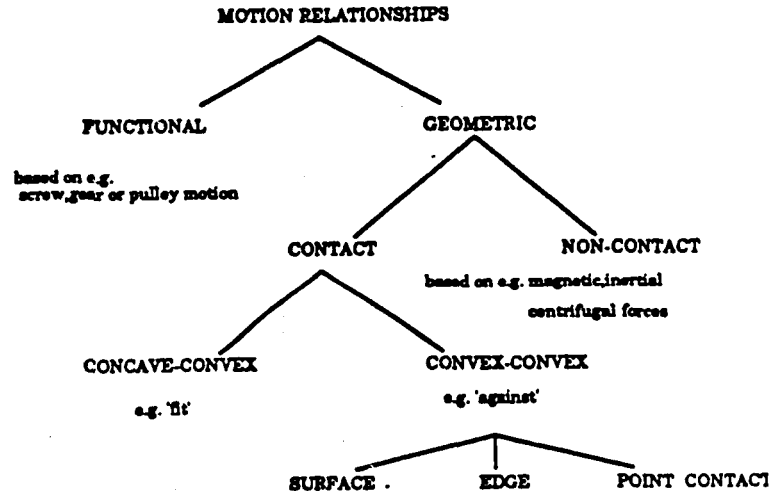 MOTION RELATIONSHIPS
FUNCTIONAL
GEOMETRIC
based on e.g.
screw,gear or pulley motion
CONTACT
NON-CONTACT
based on e.g. magnetic,inertial
centrifugal forces
CONCAVE-CONVEX
CONVEX-CONVEX
e.g. 'fit'
e.g. 'against'
SURFACE .
EDGE
POINT CONTACT